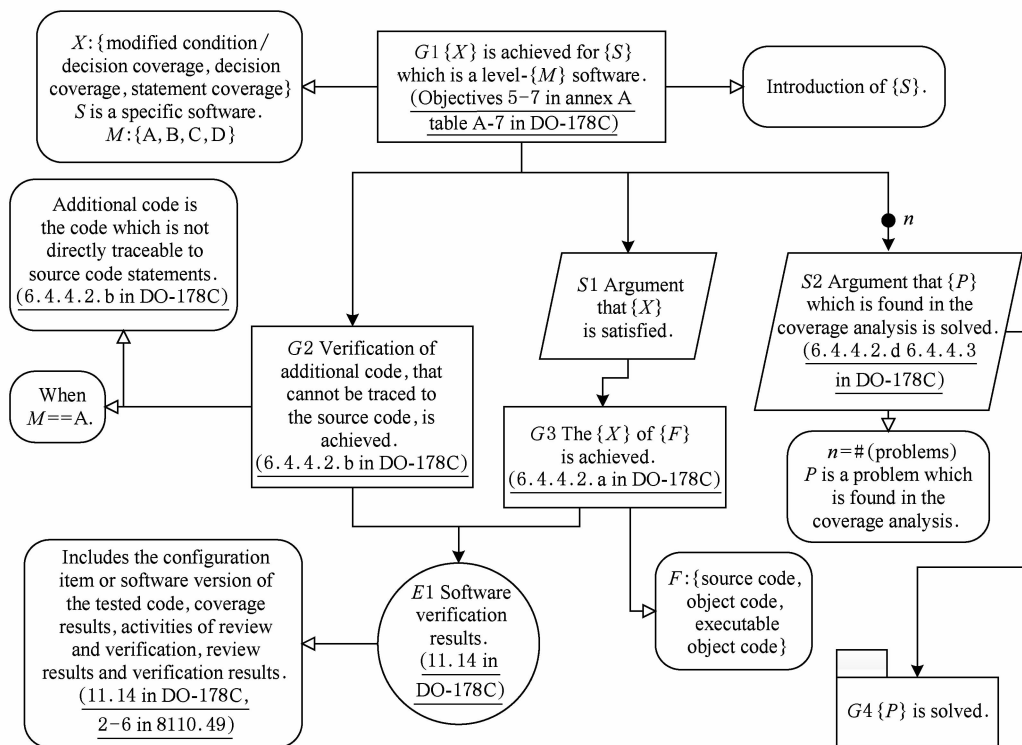 X:{modified condition/
decision coverage, decision
coverage, statement coverage}
S is a specific software.
M:{A, B, C, D}
G1 {X} is achieved for {S}
which is a level-{M} software.
(Objectives 5-7 in annex A
table A-7 in DO-178C)
Introduction of {S}.
Additional code is
the code which is not
directly traceable to
source code statements.
(6.4.4.2.b in DO-178C)
n
S1 Argument
that {X}
is satisfied.
S2 Argument that {P}
which is found in the
coverage analysis is solved.
(6.4.4.2.d 6.4.4.3
in DO-178C)
When
M==A.
G2 Verification of
additional code, that
cannot be traced to
the source code, is
achieved.
(6.4.4.2.b in DO-178C)
G3 The {X} of {F}
is achieved.
(6.4.4.2.a in DO-178C)
n=#(problems)
P is a problem which
is found in the
coverage analysis.
Includes the configuration
item or software version of
the tested code, coverage
results, activities of review
and verification, review
results and verification results.
(11.14 in DO-178C,
2-6 in 8110.49)
E1 Software
verification
results.
(11.14 in
DO-178C)
F:{source code,
object code,
executable
object code}
G4 {P} is solved.